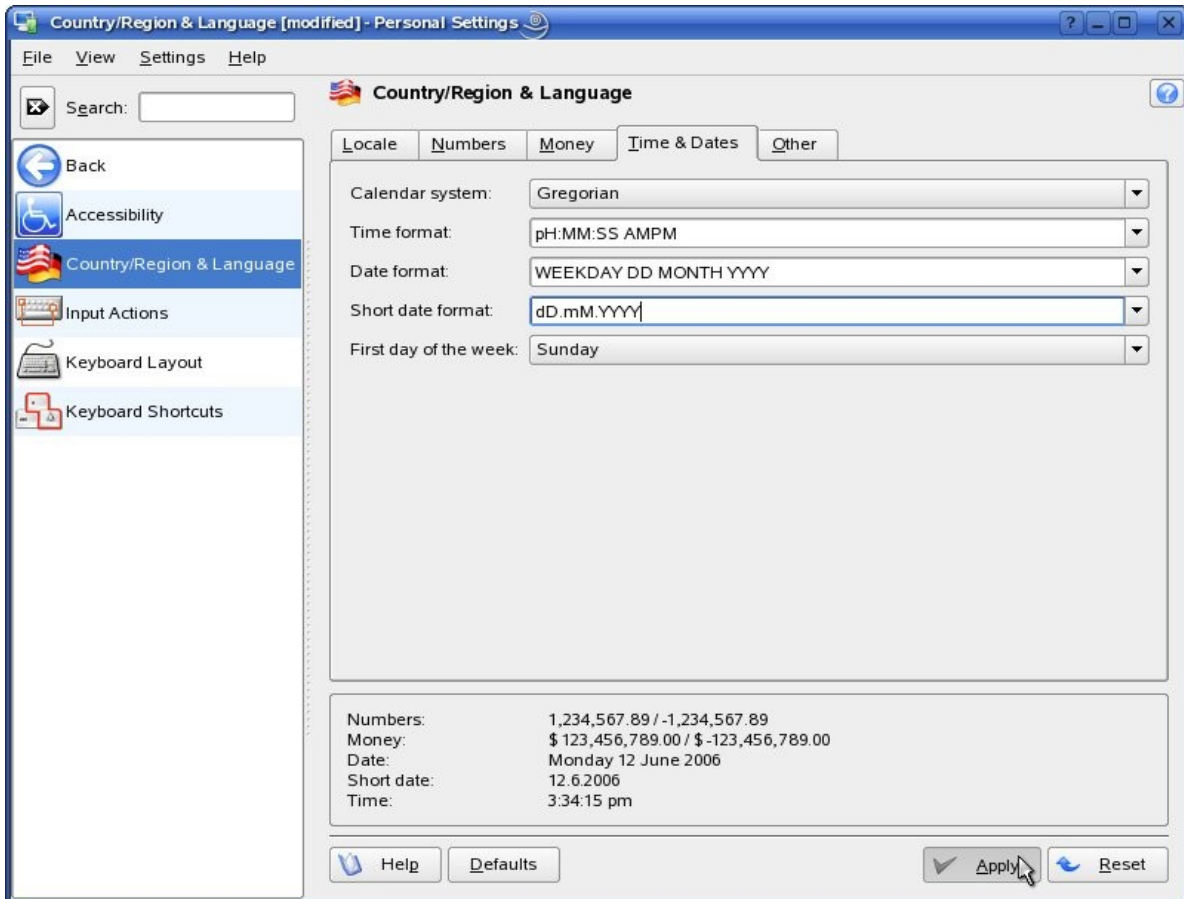 Country/Region & Language [modified] - Personal Settings
File View Settings Help
Search:
Back
Accessibility
Country/Region & Language
Input Actions
Keyboard Layout
Keyboard Shortcuts
Country/Region & Language
Locale Numbers Money Time & Dates Other
Calendar system: Gregorian
Time format: pH:MM:SS AMPM
Date format: WEEKDAY DD MONTH YYYY
Short date format: dD.mM.YYYY
First day of the week: Sunday
Numbers: 1,234,567.89 / -1,234,567.89
Money: $ 123,456,789.00 / $ -123,456,789.00
Date: Monday 12 June 2006
Short date: 12.6.2006
Time: 3:34:15 pm
Help Defaults Apply Reset